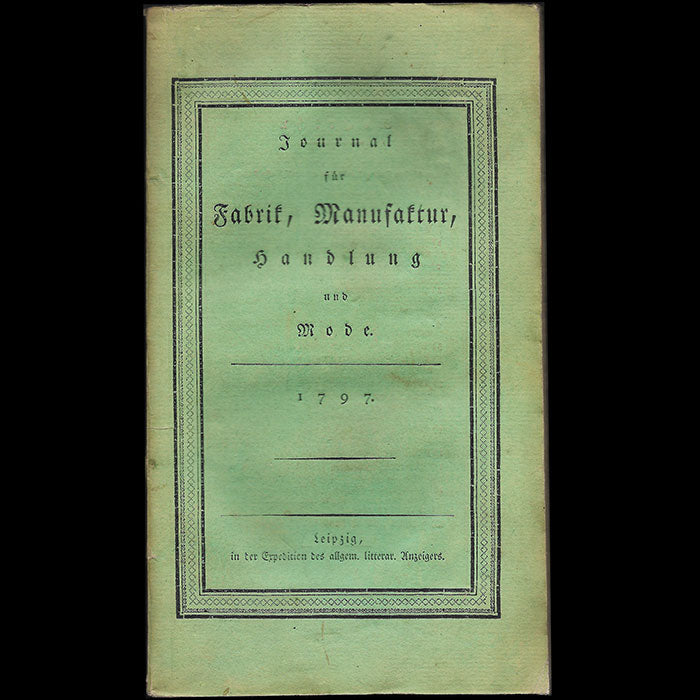 Journal
für
Fabrik, Manufaktur,
Handlung
und
Mode.
1797.
Leipzig,
in der Expedition des allgem. litterar. Anzeigers.